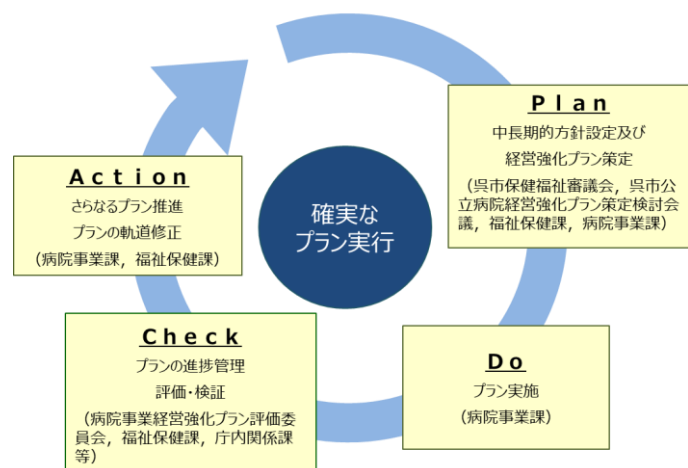 Plan
中長期的方針設定及び
経営強化プラン策定
（呉市保健福祉審議会，呉市公
立病院経営強化プラン策定検討会
議，福祉保健課，病院事業課）
Action
さらなるプラン推進
プランの軌道修正
（病院事業課，福祉保健課）
確実な
プラン実行
Check
プランの進捗管理
評価・検証
（病院事業経営強化プラン評価委
員会，福祉保健課，庁内関係課
等）
Do
プラン実施
（病院事業課）